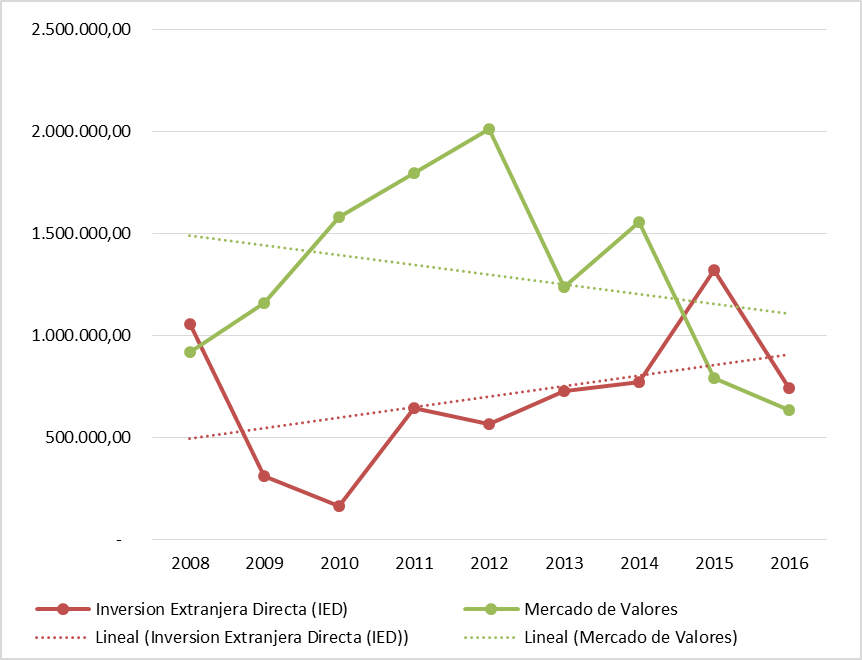 2.500.000,00
2.000.000,00
1.500.000,00
1.000.000,00
500.000,00
-
2008 2009 2010 2011 2012 2013 2014 2015 2016
Inversion Extranjera Directa (IED) Mercado de Valores
Lineal (Inversion Extranjera Directa (IED)) Lineal (Mercado de Valores)